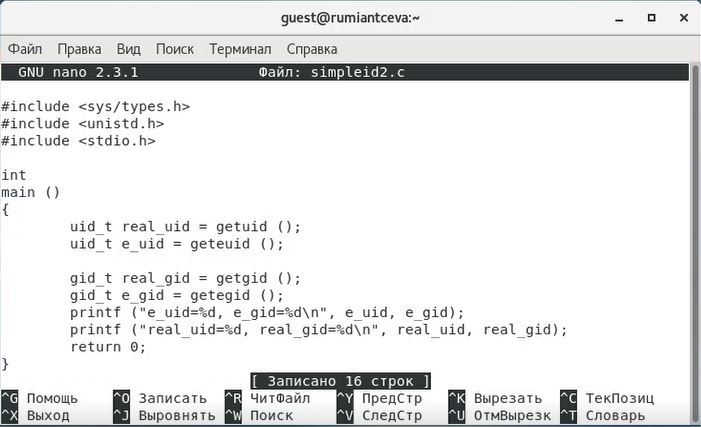 guest@rumiantceva:~
Файл Правка Вид Поиск Терминал Справка
GNU nano 2.3.1 Файл: simpleid2.c
#include <sys/types.h>
#include <unistd.h>
#include <stdio.h>
int
main ()
{
uid_t real_uid = getuid ();
uid_t e_uid = geteuid ();
gid_t real_gid = getgid ();
gid_t e_gid = getegid ();
printf ("e_uid=%d, e_gid=%d\n", e_uid, e_gid);
printf ("real_uid=%d, real_gid=%d\n", real_uid, real_gid);
return 0;
}
[ Записано 16 строк ]
^G Помощь ^O Записать ^R ЧитФайл ^Y ПредСтр ^K Вырезать ^C ТекПозиц
^X Выход ^J Выровнять ^W Поиск ^V СледСтр ^U ОтмВырезк ^T Словарь